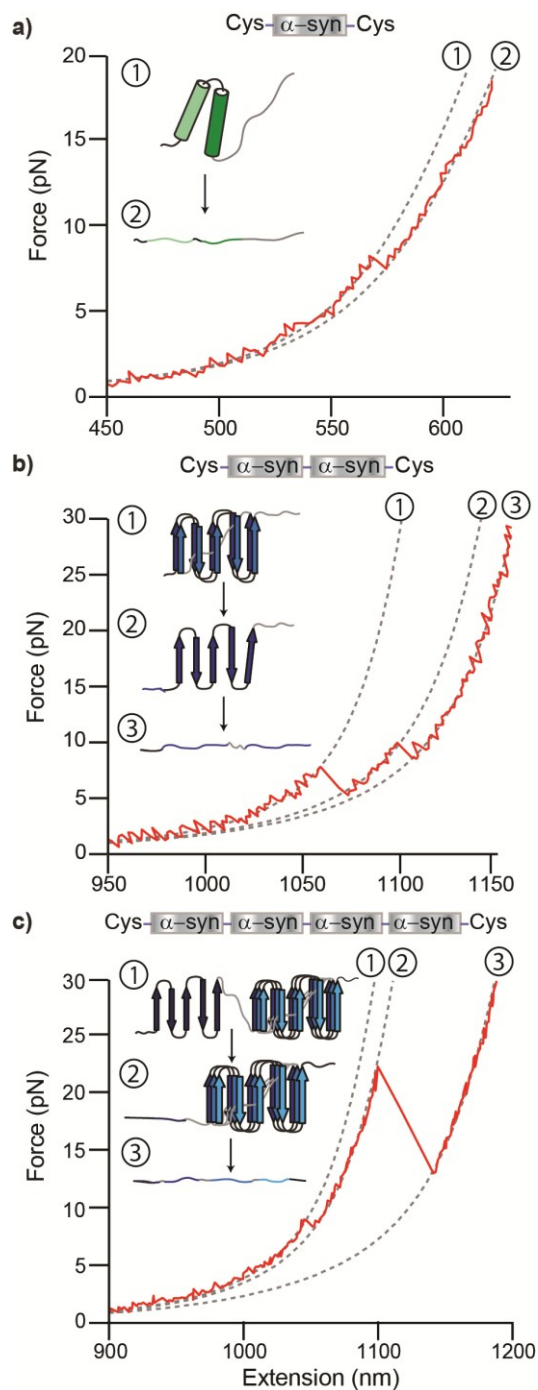 a)
Cys-α-syn-Cys
① ②
20
①
15
Force (pN)
10
②
5
0
450 500 550 600
b)
Cys-α-syn-α-syn-Cys
① ② ③
30
①
25
20
②
Force (pN)
15
③
10
5
0
950 1000 1050 1100 1150
c)
Cys-α-syn-α-syn-α-syn-α-syn-Cys
① ② ③
30
①
25
20
②
Force (pN)
15
③
10
5
0
900 1000 1100 1200
Extension (nm)